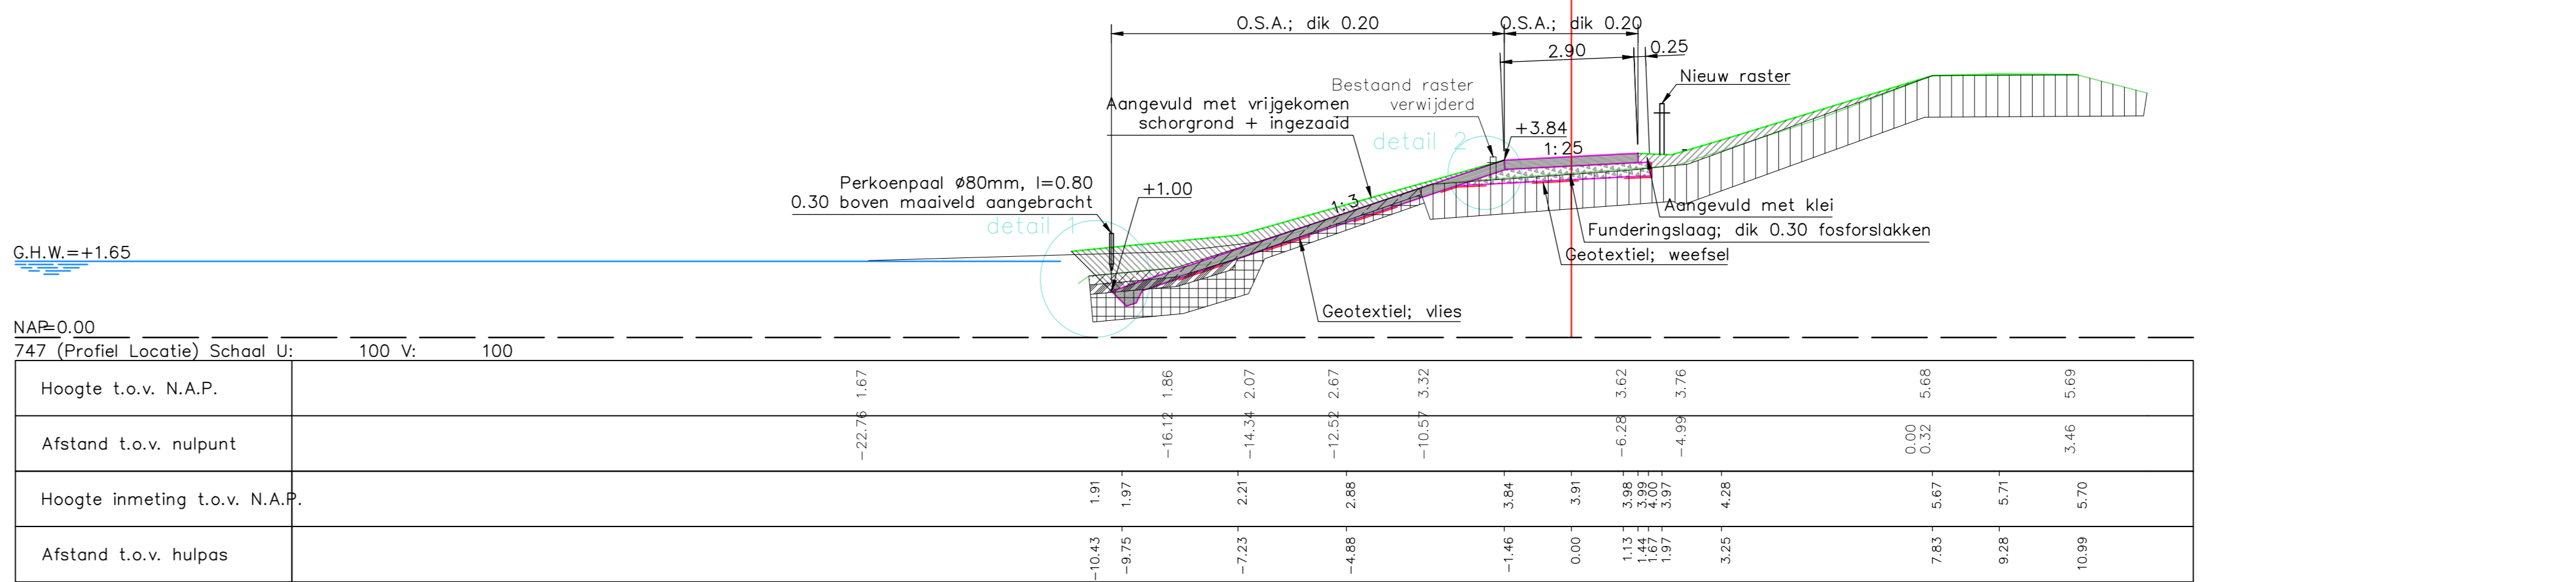 O.S.A.; dik 0.20
O.S.A.; dik 0.20
2.90
0.25
Nieuw raster
Bestaand raster
verwijderd
Aangevuld met vrijgekomen
schorgrond + ingezaaid
detail 2
+3.84
1:25
Perkoenpaal ø80mm, l=0.80
0.30 boven maaiveld aangebracht
+1.00
1:3
detail 1
Aangevuld met klei
Funderingslaag; dik 0.30 fosforslakken
Geotextiel; weefsel
Geotextiel; vlies
G.H.W.=+1.65
NAP=0.00
747 (Profiel Locatie) Schaal U: 100 V: 100
Hoogte t.o.v. N.A.P. 1.67 1.86 2.07 2.67 3.32 3.62 3.76 5.68 5.69
Afstand t.o.v. nulpunt -22.76 -16.12 -14.34 -12.52 -10.57 -6.28 -4.99 0.00 0.32 3.46
Hoogte inmeting t.o.v. N.A.P. 1.91 1.97 2.21 2.88 3.84 3.91 3.98 3.99 4.00 3.97 4.28 5.67 5.71 5.70
Afstand t.o.v. hulpas -10.43 -9.75 -7.23 -4.88 -1.46 0.00 1.13 1.44 1.67 1.97 3.25 7.83 9.28 10.99